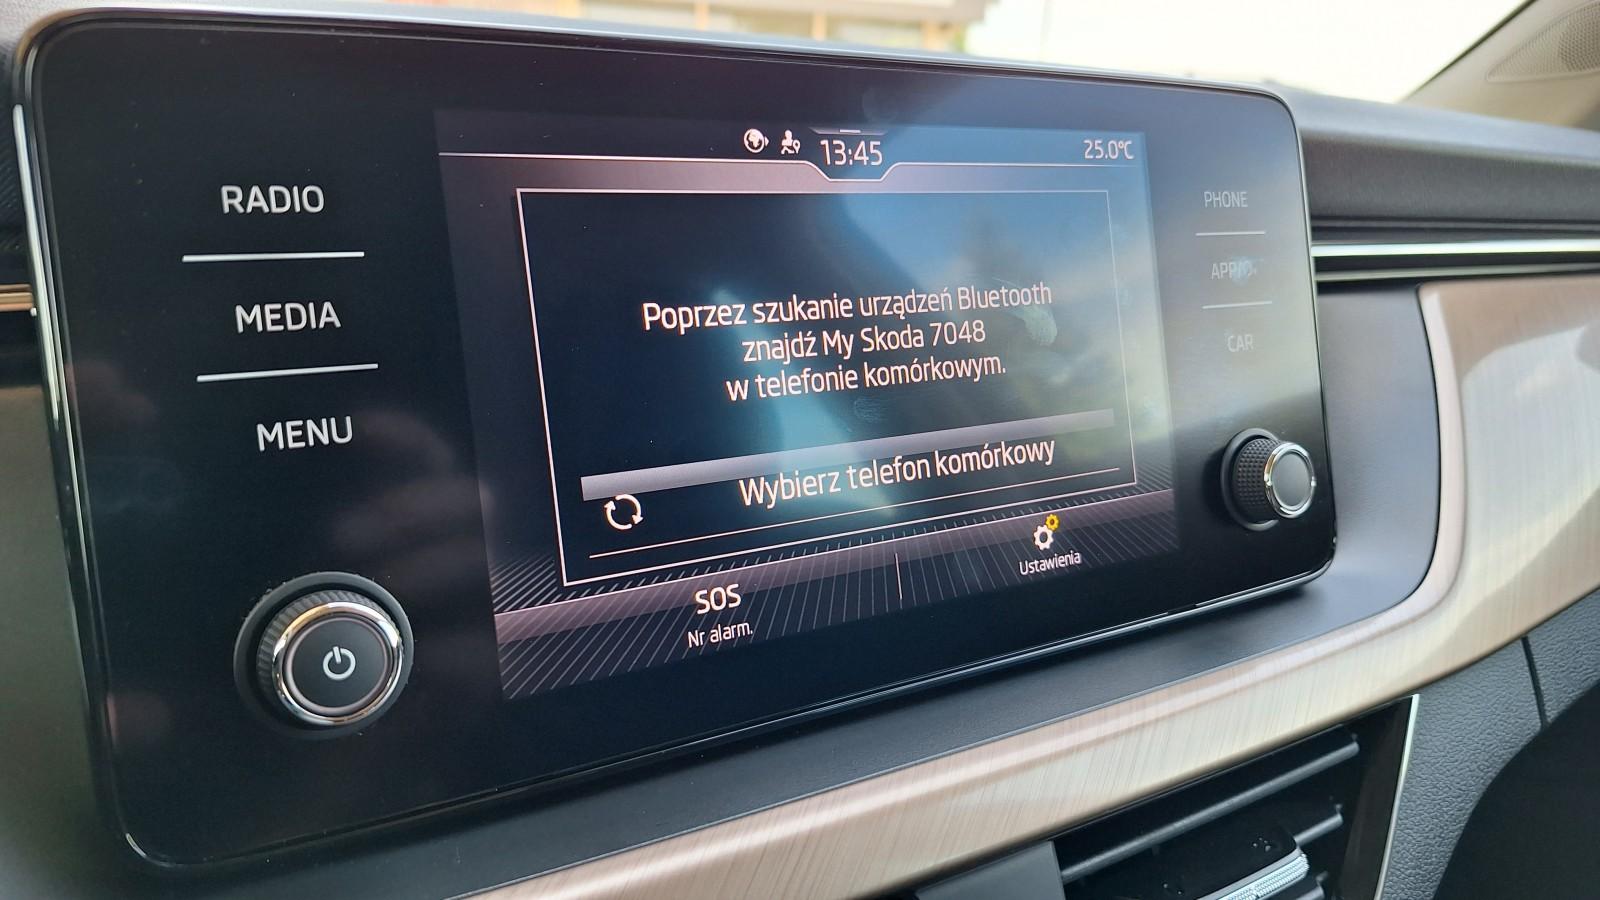 13:45
25.0°C
RADIO
MEDIA
MENU
Poprzez szukanie urządzeń Bluetooth
znajdź My Skoda 7048
w telefonie komórkowym.
Wybierz telefon komórkowy
SOS
Nr alarm.
Ustawienia
PHONE
CAR